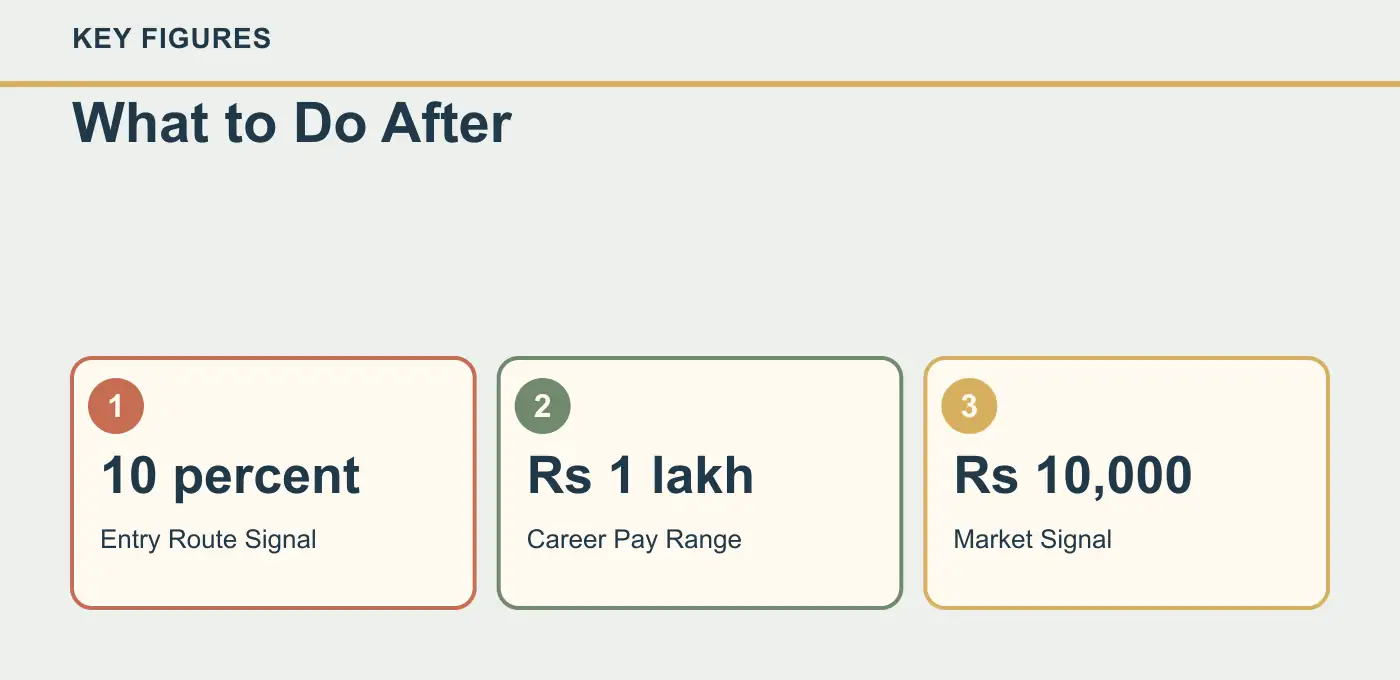 KEY FIGURES
What to Do After
1
10 percent
Entry Route Signal
2
Rs 1 lakh
Career Pay Range
3
Rs 10,000
Market Signal